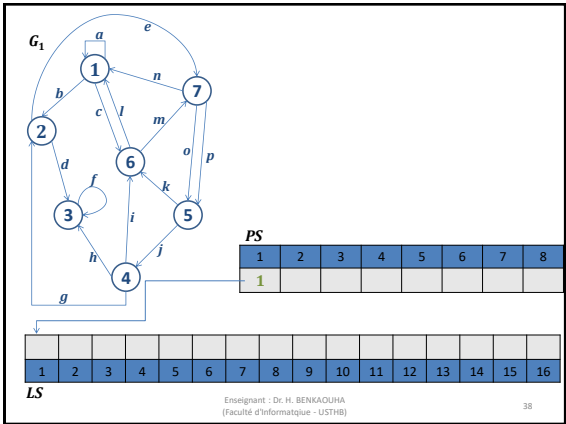 G₁
a
e
1
n
7
b
c
l
m
2
o
p
d
f
6
k
3
i
5
h
j
4
g
PS
1 2 3 4 5 6 7 8
1
1 2 3 4 5 6 7 8 9 10 11 12 13 14 15 16
LS
Enseignant : Dr. H. BENKAOUHA
(Faculté d'Informatqiue - USTHB)
38